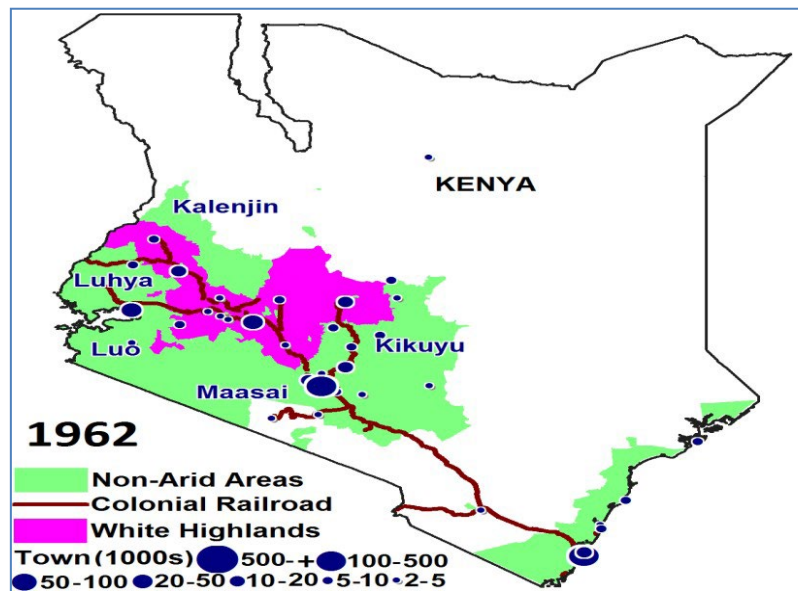 KENYA
Kalenjin
Luhya
Luo
Kikuyu
Maasai
1962
Non-Arid Areas
Colonial Railroad
White Highlands
Town (1000s) 500-+ 100-500
50-100 20-50 10-20 5-10 2-5